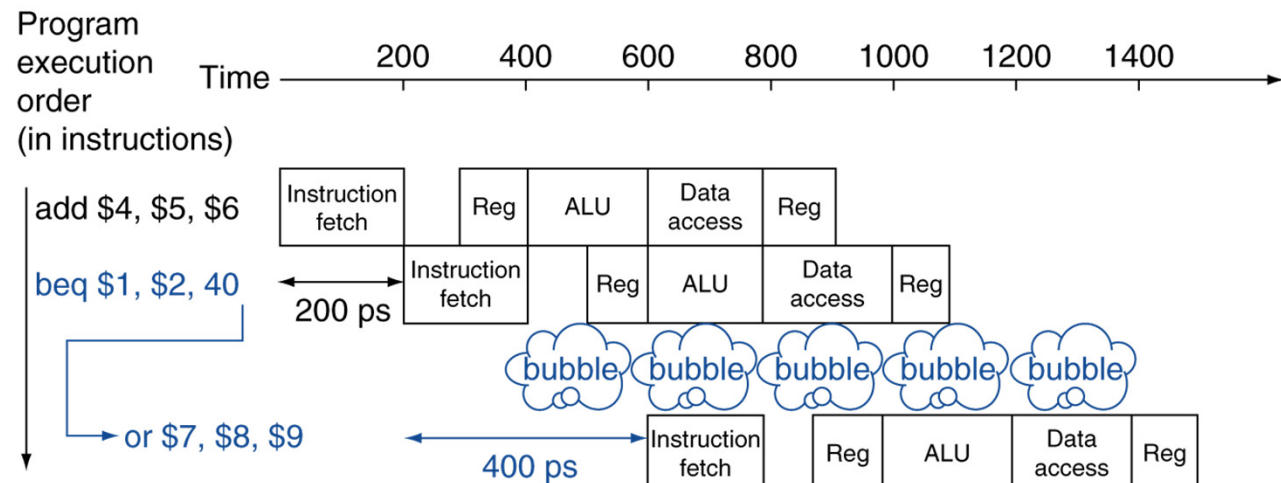 Program
execution
order
(in instructions)
Time
200 400 600 800 1000 1200 1400
add $4, $5, $6
Instruction
fetch
Reg
ALU
Data
access
Reg
beq $1, $2, 40
200 ps
Instruction
fetch
Reg
ALU
Data
access
Reg
bubble bubble bubble bubble bubble
or $7, $8, $9
400 ps
Instruction
fetch
Reg
ALU
Data
access
Reg